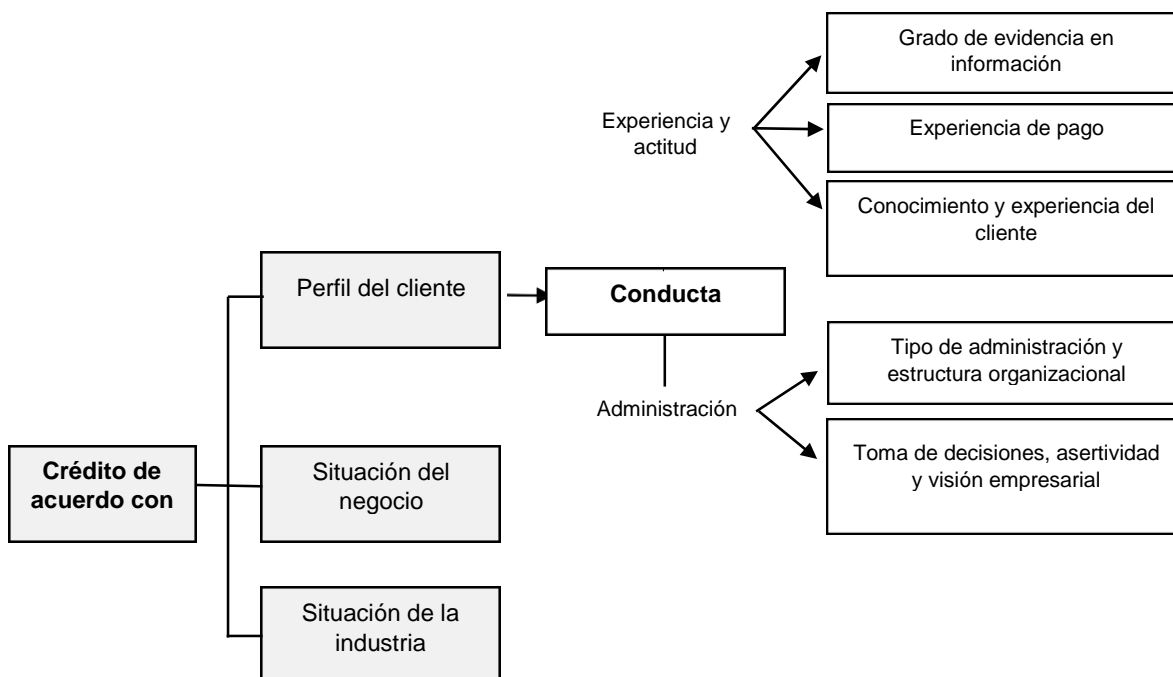 Grado de evidencia en
información
Experiencia y
actitud
Experiencia de pago
Conocimiento y experiencia del
cliente
Perfil del cliente
Conducta
Tipo de administración y
estructura organizacional
Administración
Toma de decisiones, asertividad
y visión empresarial
Crédito de
acuerdo con
Situación del
negocio
Situación de la
industria